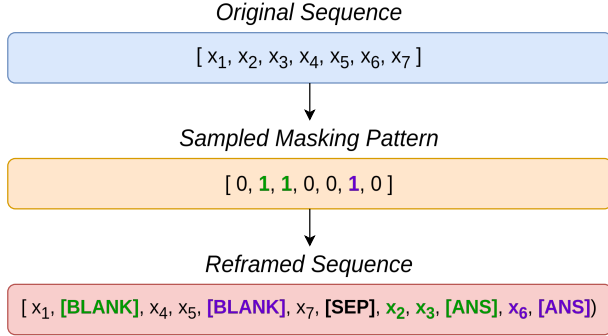 Original Sequence
[ x₁, x₂, x₃, x₄, x₅, x₆, x₇ ]
Sampled Masking Pattern
[ 0, 1, 1, 0, 0, 1, 0 ]
Reframed Sequence
[ x₁, [BLANK], x₄, x₅, [BLANK], x₇, [SEP], x₂, x₃, [ANS], x₆, [ANS])